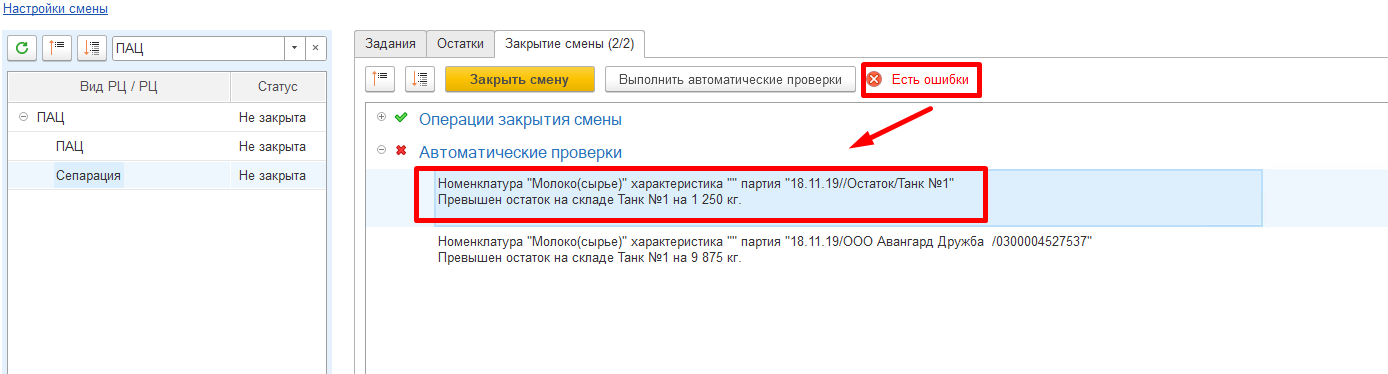 Настройки смены
ПАЦ
Вид РЦ / РЦ Статус
ПАЦ Не закрыта
ПАЦ Не закрыта
Сепарация Не закрыта
Задания Остатки Закрытие смены (2/2)
Закрыть смену Выполнить автоматические проверки Есть ошибки
Операции закрытия смены
Автоматические проверки
Номенклатура "Молоко(сырье)" характеристика "" партия "18.11.19//Остаток/Танк №1"
Превышен остаток на складе Танк №1 на 1 250 кг.
Номенклатура "Молоко(сырье)" характеристика "" партия "18.11.19/ООО Авангард Дружба /0300004527537"
Превышен остаток на складе Танк №1 на 9 875 кг.